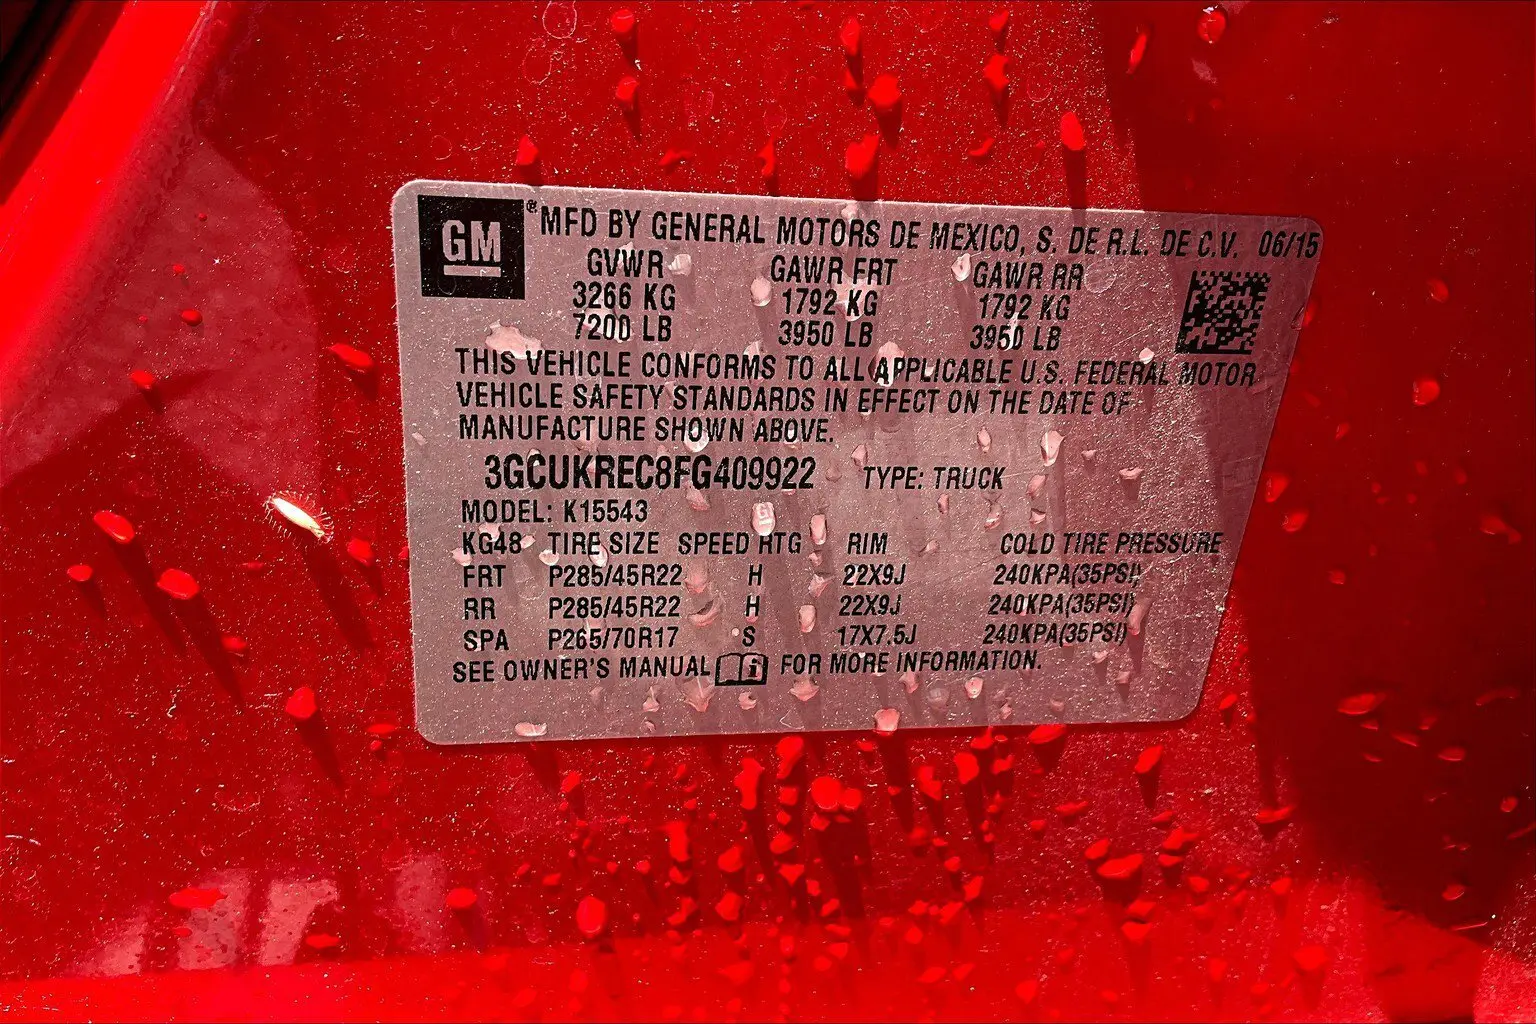 GM ® MFD BY GENERAL MOTORS DE MEXICO, S. DE R.L. DE C.V. 06/15
GVWR GAWR FRT GAWR RR
3266 KG 1792 KG 1792 KG
7200 LB 3950 LB 3950 LB
THIS VEHICLE CONFORMS TO ALL APPLICABLE U.S. FEDERAL MOTOR
VEHICLE SAFETY STANDARDS IN EFFECT ON THE DATE OF
MANUFACTURE SHOWN ABOVE.
3GCUKREC8FG409922 TYPE: TRUCK
MODEL: K15543
KG48 TIRE SIZE SPEED RTG RIM COLD TIRE PRESSURE
FRT P285/45R22 H 22X9J 240KPA(35PSI)
RR P285/45R22 H 22X9J 240KPA(35PSI)
SPA P265/70R17 S 17X7.5J 240KPA(35PSI)
SEE OWNER'S MANUAL i FOR MORE INFORMATION.